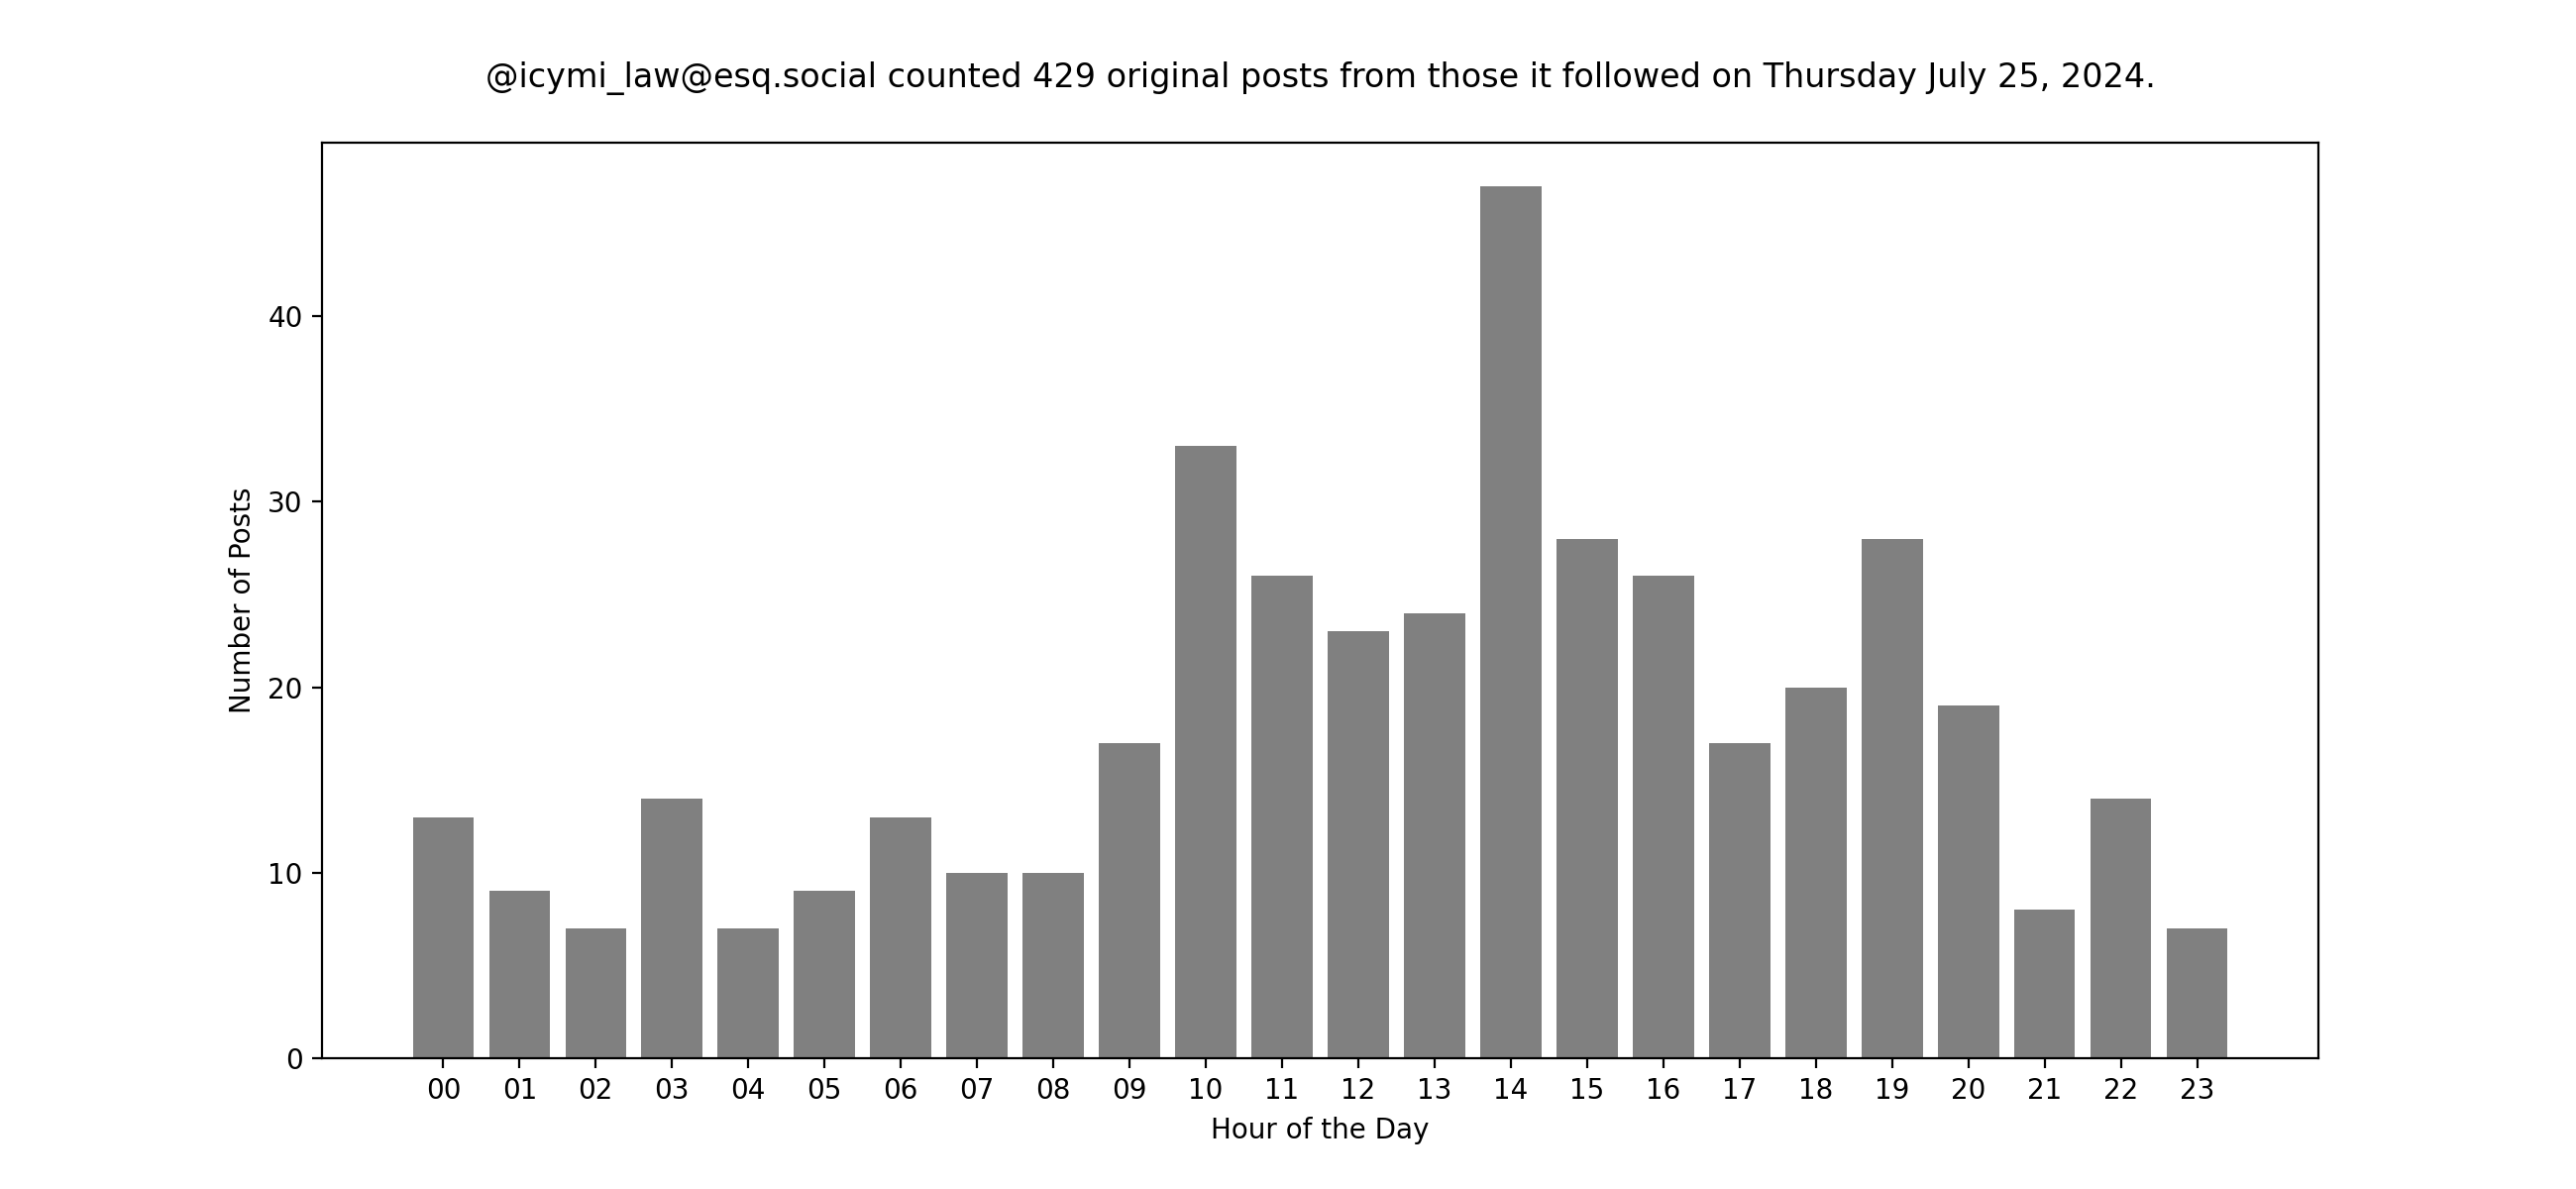 @icymi_law@esq.social counted 429 original posts from those it followed on Thursday July 25, 2024.
40
30
20
10
0
Number of Posts
00 01 02 03 04 05 06 07 08 09 10 11 12 13 14 15 16 17 18 19 20 21 22 23
Hour of the Day